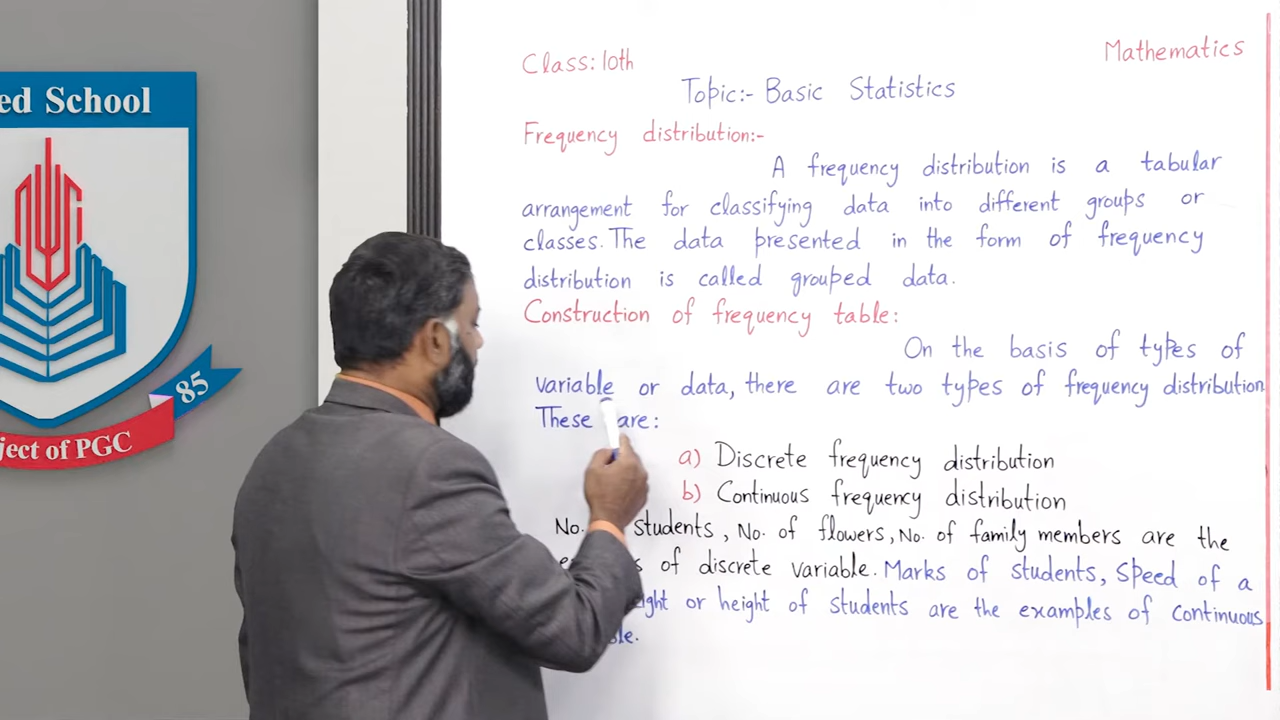 ed School
85
ject of PGC
Class: 10th
Mathematics
Topic:- Basic Statistics
Frequency distribution:-
A frequency distribution is a tabular
arrangement for classifying data into different groups or
classes. The data presented in the form of frequency
distribution is called grouped data.
Construction of frequency table:
On the basis of types of
variable or data, there are two types of frequency distribution
These are:
a) Discrete frequency distribution
b) Continuous frequency distribution
No. students, No. of flowers, No. of family members are the
of discrete variable. Marks of students, Speed of a
or height of students are the examples of continuous